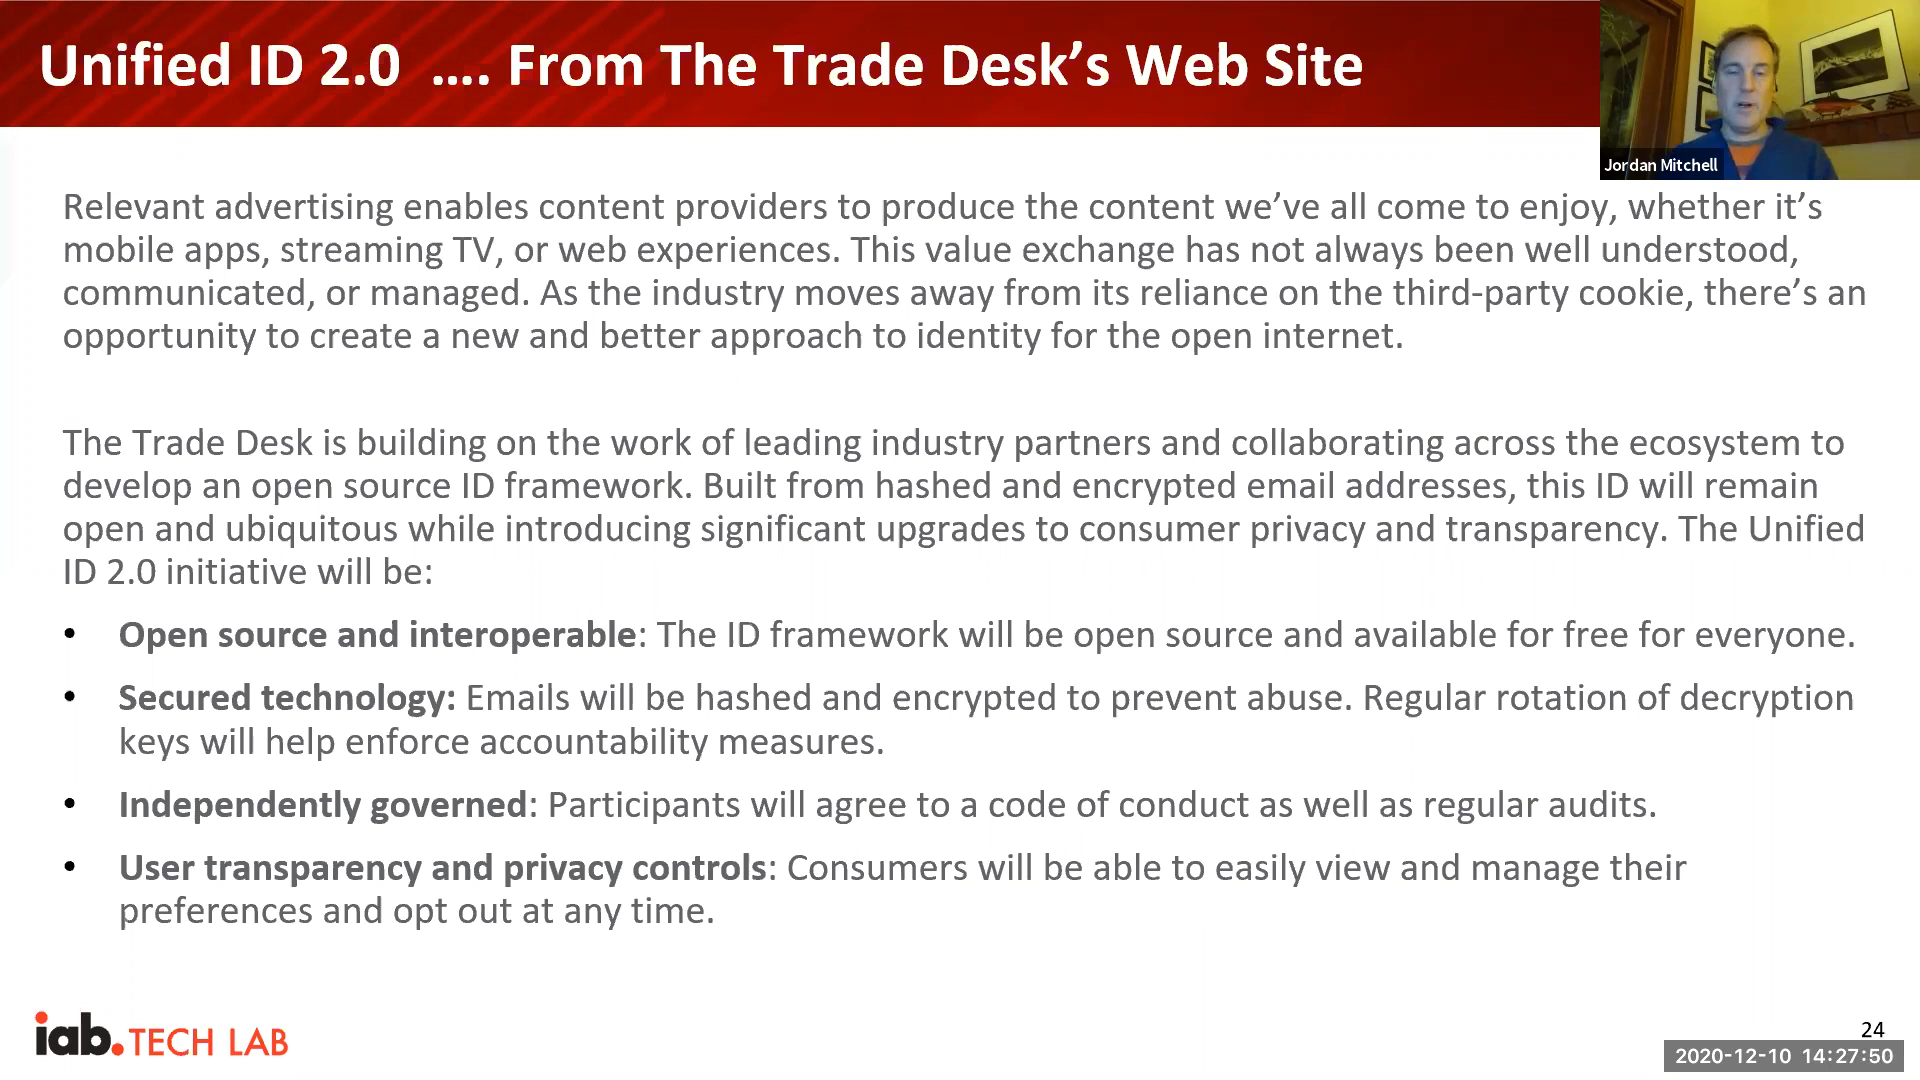 Unified ID 2.0 .... From The Trade Desk’s Web Site
Jordan Mitchell
Relevant advertising enables content providers to produce the content we’ve all come to enjoy, whether it’s
mobile apps, streaming TV, or web experiences. This value exchange has not always been well understood,
communicated, or managed. As the industry moves away from its reliance on the third-party cookie, there’s an
opportunity to create a new and better approach to identity for the open internet.
The Trade Desk is building on the work of leading industry partners and collaborating across the ecosystem to
develop an open source ID framework. Built from hashed and encrypted email addresses, this ID will remain
open and ubiquitous while introducing significant upgrades to consumer privacy and transparency. The Unified
ID 2.0 initiative will be:
• Open source and interoperable: The ID framework will be open source and available for free for everyone.
• Secured technology: Emails will be hashed and encrypted to prevent abuse. Regular rotation of decryption
keys will help enforce accountability measures.
• Independently governed: Participants will agree to a code of conduct as well as regular audits.
• User transparency and privacy controls: Consumers will be able to easily view and manage their
preferences and opt out at any time.
iab.TECH LAB
24
2020-12-10 14:27:50